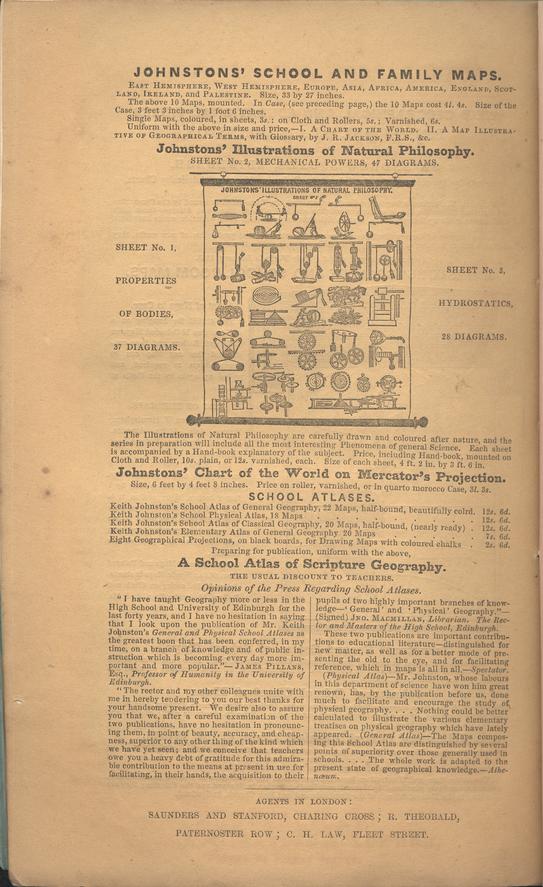 JOHNSTONS' SCHOOL AND FAMILY MAPS.
EAST HEMISPHERE, WEST HEMISPHERE, EUROPE, ASIA, AFRICA, AMERICA, ENGLAND, SCOT-
LAND, IRELAND, and PALESTINE. Size, 33 by 27 inches.
The above 10 Maps, mounted. In Case, (see preceding page,) the 10 Maps cost 4l. 4s. Size of the
Case, 3 feet 3 inches by 1 foot 6 inches.
Single Maps, coloured, in sheets, 3s.: on Cloth and Rollers, 5s.: Varnished, 6s.
Uniform with the above in size and price,—I. A CHART OF THE WORLD. II. A MAP ILLUSTRA-
TIVE OF GEOGRAPHICAL TERMS, with Glossary, by J. R. JACKSON, F.R.S., &c.
Johnstons' Illustrations of Natural Philosophy.
SHEET No. 2, MECHANICAL POWERS, 47 DIAGRAMS.
JOHNSTONS' ILLUSTRATIONS OF NATURAL PHILOSOPHY.
SHEET No. 2
SHEET No. 1,
PROPERTIES
OF BODIES,
37 DIAGRAMS.
SHEET No. 3,
HYDROSTATICS,
28 DIAGRAMS.
The Illustrations of Natural Philosophy are carefully drawn and coloured after nature, and the
series in preparation will include all the most interesting Phenomena of general Science. Each sheet
is accompanied by a Hand-book explanatory of the subject. Price, including Hand-book, mounted on
Cloth and Roller, 10s. plain, or 12s. varnished, each. Size of each sheet, 4 ft. 2 in. by 3 ft. 6 in.
Johnstons' Chart of the World on Mercator's Projection.
Size, 6 feet by 4 feet 8 inches. Price on roller, varnished, or in quarto morocco Case, 3l. 3s.
SCHOOL ATLASES.
Keith Johnston's School Atlas of General Geography, 22 Maps, half-bound, beautifully colrd. 12s. 6d.
Keith Johnston's School Physical Atlas, 18 Maps . . . 12s. 6d.
Keith Johnston's School Atlas of Classical Geography, 20 Maps, half-bound, (nearly ready) . 12s. 6d.
Keith Johnston's Elementary Atlas of General Geography, 20 Maps . . 7s. 6d.
Eight Geographical Projections, on black boards, for Drawing Maps with coloured chalks . 2s. 6d.
Preparing for publication, uniform with the above,
A School Atlas of Scripture Geography.
THE USUAL DISCOUNT TO TEACHERS.
Opinions of the Press Regarding School Atlases.
"I have taught Geography more or less in the
High School and University of Edinburgh for the
last forty years, and I have no hesitation in saying
that I look upon the publication of Mr. Keith
Johnston's General and Physical School Atlases as
the greatest boon that has been conferred, in my
time, on a branch of knowledge and of public in-
struction which is becoming every day more im-
portant and more popular."—JAMES PILLANS,
Esq., Professor of Humanity in the University of
Edinburgh.
"The rector and my other colleagues unite with
me in hereby tendering to you our best thanks for
your handsome present. We desire also to assure
you that we, after a careful examination of the
two publications, have no hesitation in pronounc-
ing them, in point of beauty, accuracy, and cheap-
ness, superior to any other thing of the kind which
we have yet seen; and we conceive that teachers
owe you a heavy debt of gratitude for this admira-
ble contribution to the means at present in use for
facilitating, in their hands, the acquisition to their
pupils of two highly important branches of know-
ledge—'General' and 'Physical' Geography."—
(Signed) JNO. MACMILLAN, Librarian. The Rec-
tor and Masters of the High School, Edinburgh.
These two publications are important contribu-
tions to educational literature—distinguished for
new matter, as well as for a better mode of pre-
senting the old to the eye, and for facilitating
reference, which in maps is all in all.—Spectator.
(Physical Atlas)—Mr. Johnston, whose labours
in this department of science have won him great
renown, has, by the publication before us, done
much to facilitate and encourage the study of
physical geography. . . . Nothing could be better
calculated to illustrate the various elementary
treatises on physical geography which have lately
appeared. (General Atlas)—The Maps compos-
ing this School Atlas are distinguished by several
points of superiority over those generally used in
schools. . . . The whole work is adapted to the
present state of geographical knowledge.—Athe-
næum.
AGENTS IN LONDON:
SAUNDERS AND STANFORD, CHARING CROSS; R. THEOBALD,
PATERNOSTER ROW; C. H. LAW, FLEET STREET.